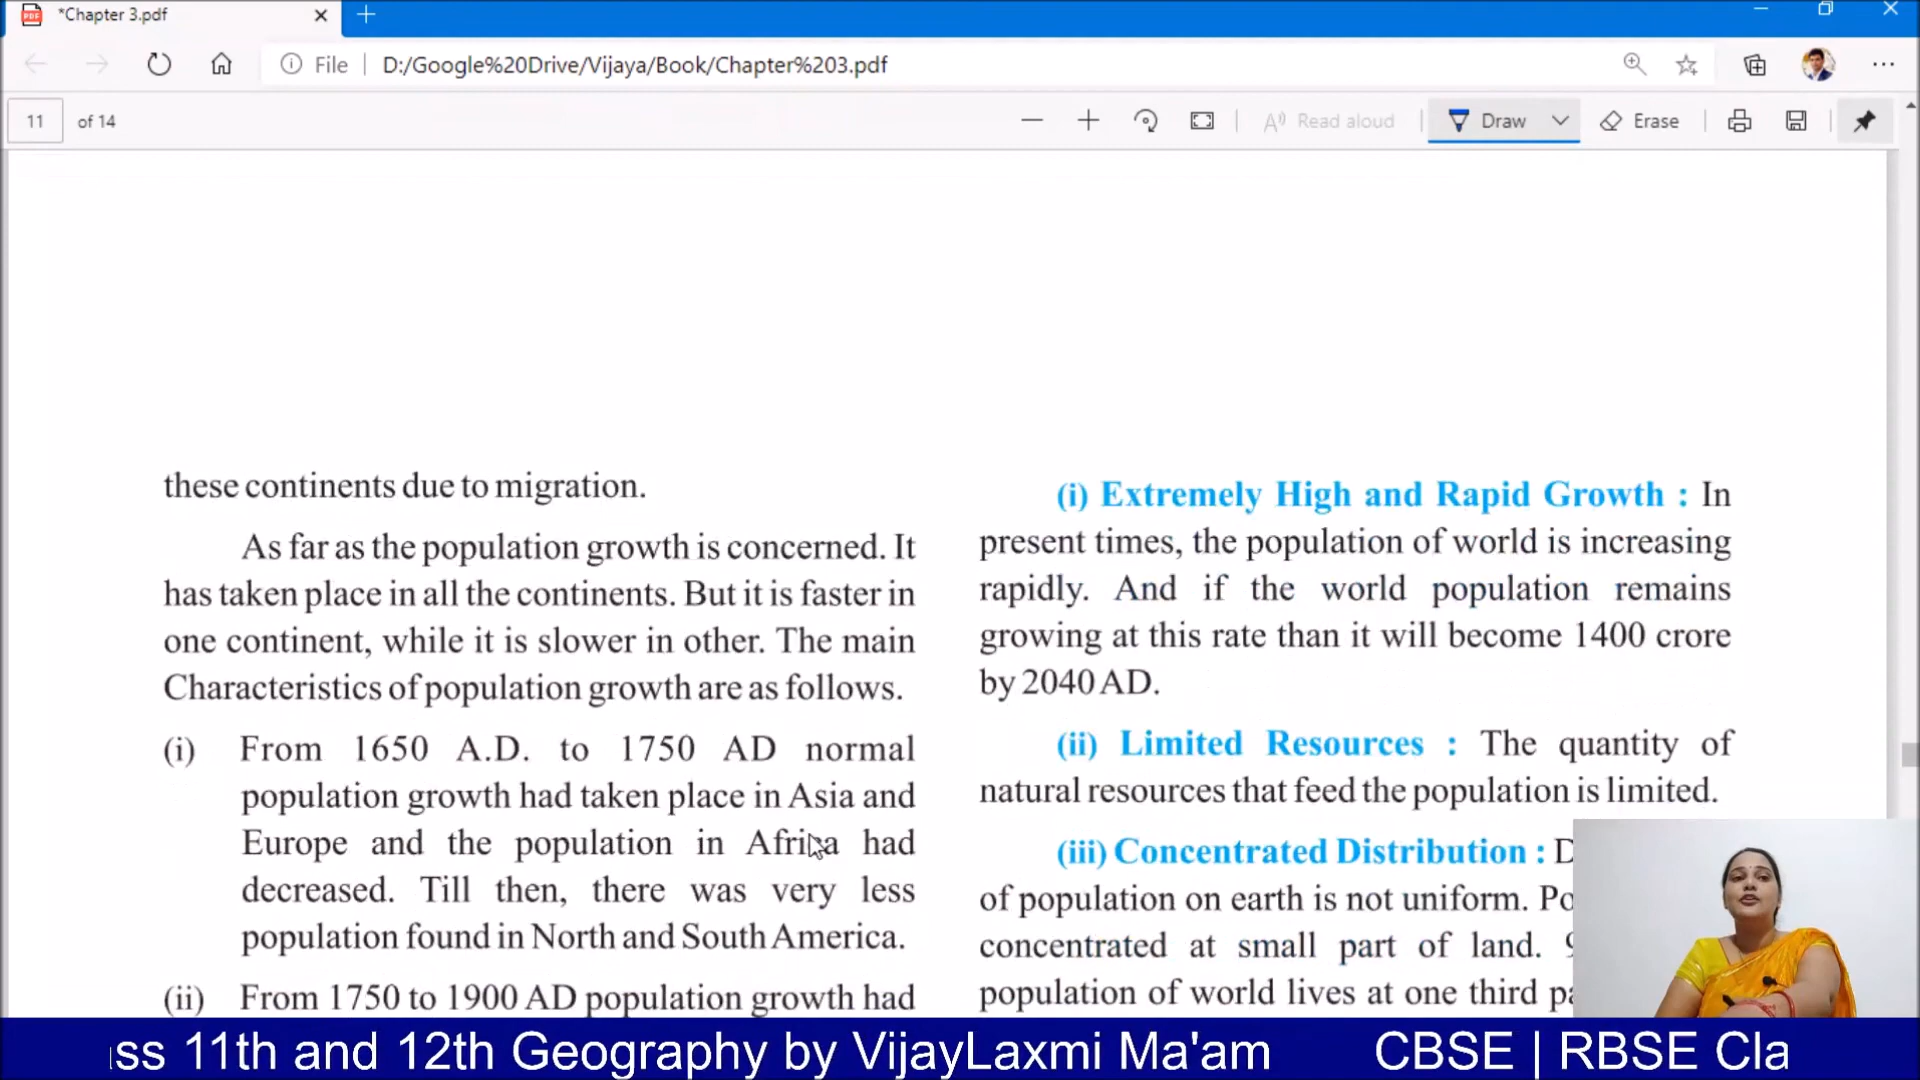 *Chapter 3.pdf
File
D:/Google%20Drive/Vijaya/Book/Chapter%203.pdf
11 of 14
Read aloud
Draw
Erase
these continents due to migration.
As far as the population growth is concerned. It
has taken place in all the continents. But it is faster in
one continent, while it is slower in other. The main
Characteristics of population growth are as follows.
(i) From 1650 A.D. to 1750 AD normal
population growth had taken place in Asia and
Europe and the population in Africa had
decreased. Till then, there was very less
population found in North and South America.
(ii) From 1750 to 1900 AD population growth had
(i) Extremely High and Rapid Growth : In
present times, the population of world is increasing
rapidly. And if the world population remains
growing at this rate than it will become 1400 crore
by 2040 AD.
(ii) Limited Resources : The quantity of
natural resources that feed the population is limited.
(iii) Concentrated Distribution :
of population on earth is not uniform.
concentrated at small part of land.
population of world lives at one third
ss 11th and 12th Geography by VijayLaxmi Ma'am CBSE | RBSE Cla